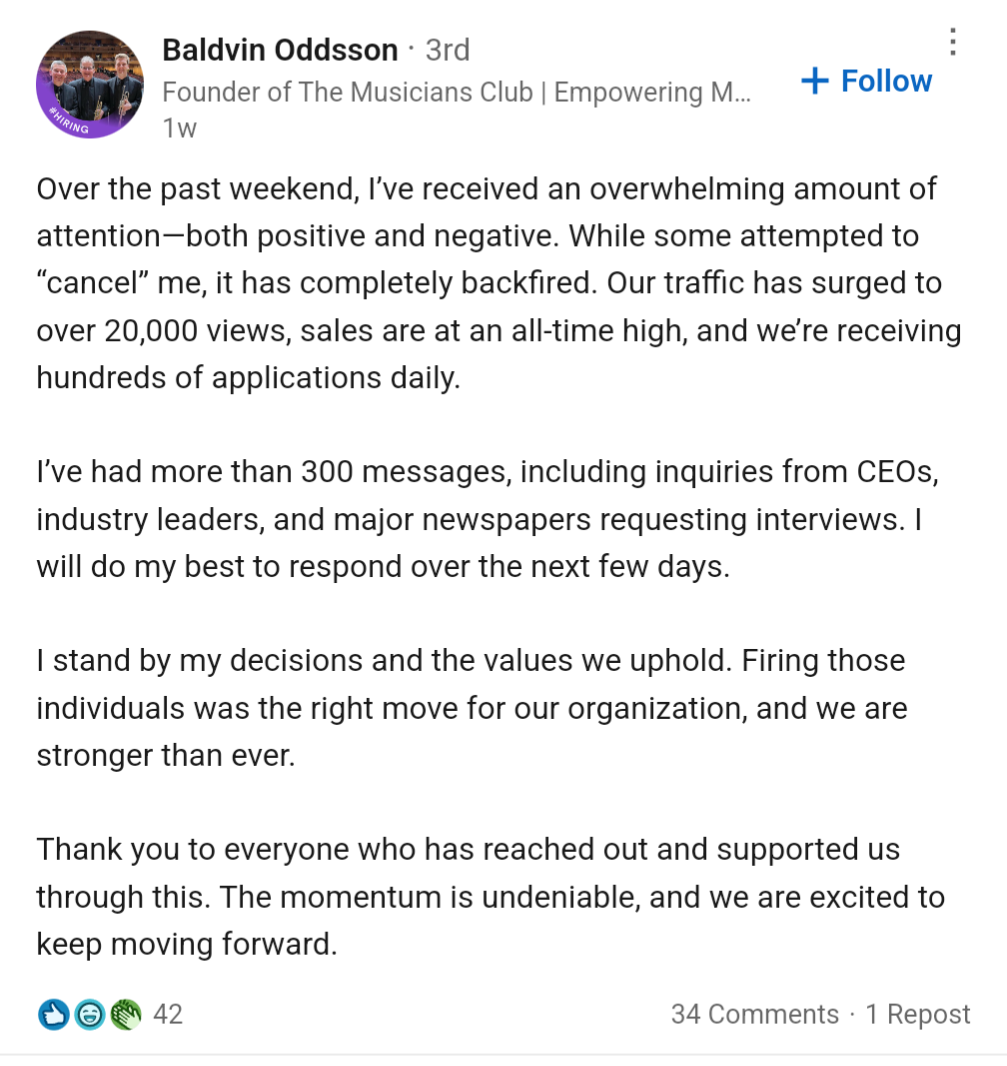 Baldvin Oddsson · 3rd
Founder of The Musicians Club | Empowering M...
1w
+ Follow
#HIRING
Over the past weekend, I’ve received an overwhelming amount of
attention—both positive and negative. While some attempted to
“cancel” me, it has completely backfired. Our traffic has surged to
over 20,000 views, sales are at an all-time high, and we’re receiving
hundreds of applications daily.
I’ve had more than 300 messages, including inquiries from CEOs,
industry leaders, and major newspapers requesting interviews. I
will do my best to respond over the next few days.
I stand by my decisions and the values we uphold. Firing those
individuals was the right move for our organization, and we are
stronger than ever.
Thank you to everyone who has reached out and supported us
through this. The momentum is undeniable, and we are excited to
keep moving forward.
42
34 Comments · 1 Repost